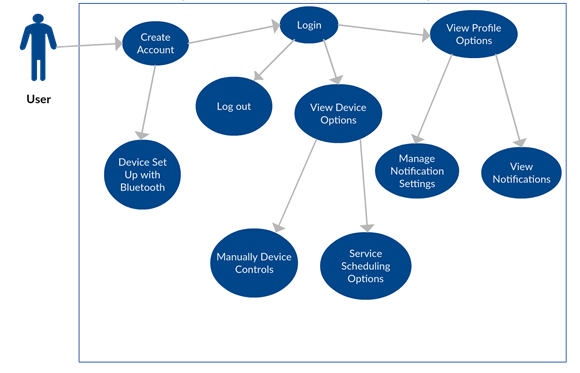 User
Create
Account
Login
View Profile
Options
Log out
View Device
Options
Device Set
Up with
Bluetooth
Manage
Notification
Settings
View
Notifications
Manually Device
Controls
Service
Scheduling
Options